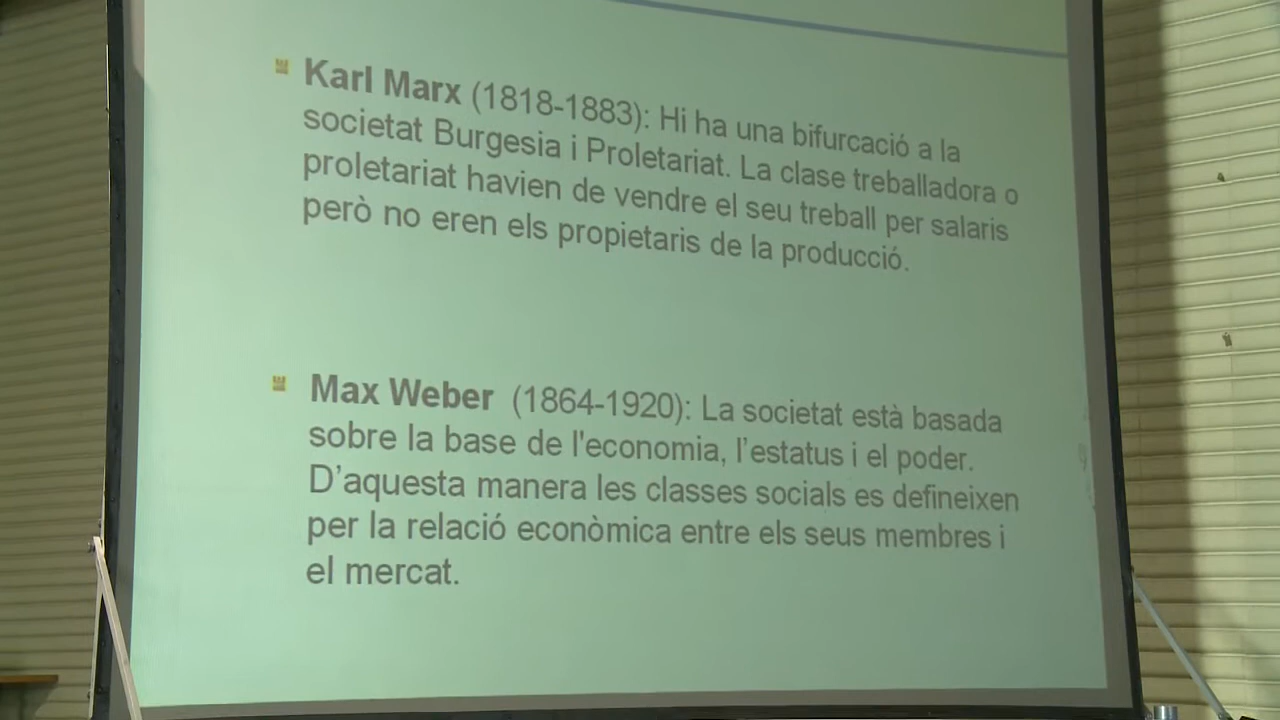 Karl Marx (1818-1883): Hi ha una bifurcació a la
societat Burgesia i Proletariat. La clase treballadora o
proletariat havien de vendre el seu treball per salaris
però no eren els propietaris de la producció.
Max Weber (1864-1920): La societat està basada
sobre la base de l'economia, l’estatus i el poder.
D’aquesta manera les classes socials es defineixen
per la relació econòmica entre els seus membres i
el mercat.